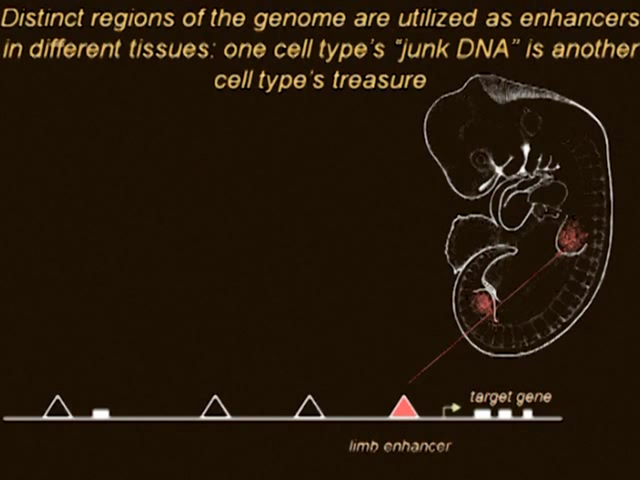 Distinct regions of the genome are utilized as enhancers
in different tissues: one cell type's "junk DNA" is another
cell type's treasure
target gene
limb enhancer